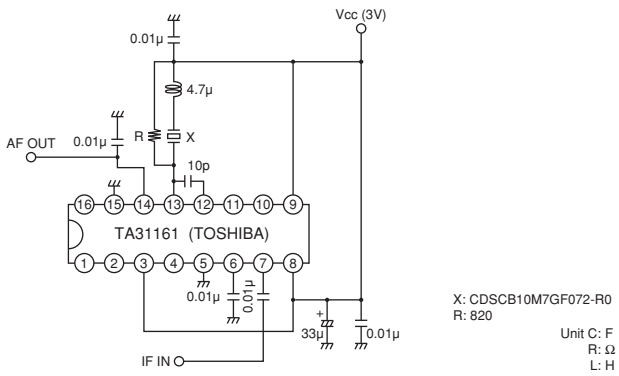 Vcc (3V)
0.01µ
4.7µ
AF OUT
0.01µ
R
X
10p
16
15
14
13
12
11
10
9
TA31161 (TOSHIBA)
1
2
3
4
5
6
7
8
0.01µ
0.01µ
+
33µ
0.01µ
IF IN
X: CDSCB10M7GF072-R0
R: 820
Unit C: F
R: Ω
L: H